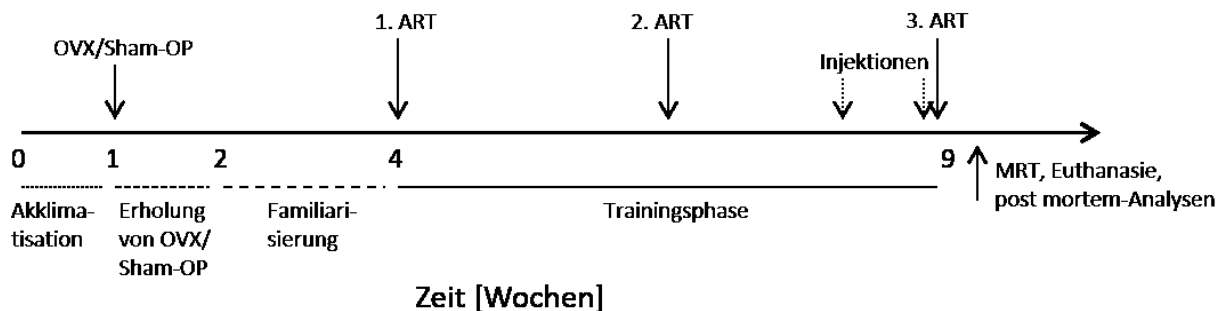 1. ART
2. ART
3. ART
OVX/Sham-OP
Injektionen
0
1
2
4
9
MRT, Euthanasie,
post mortem-Analysen
Akklima-
tisation
Erholung
von OVX/
Sham-OP
Familiari-
sierung
Trainingsphase
Zeit [Wochen]